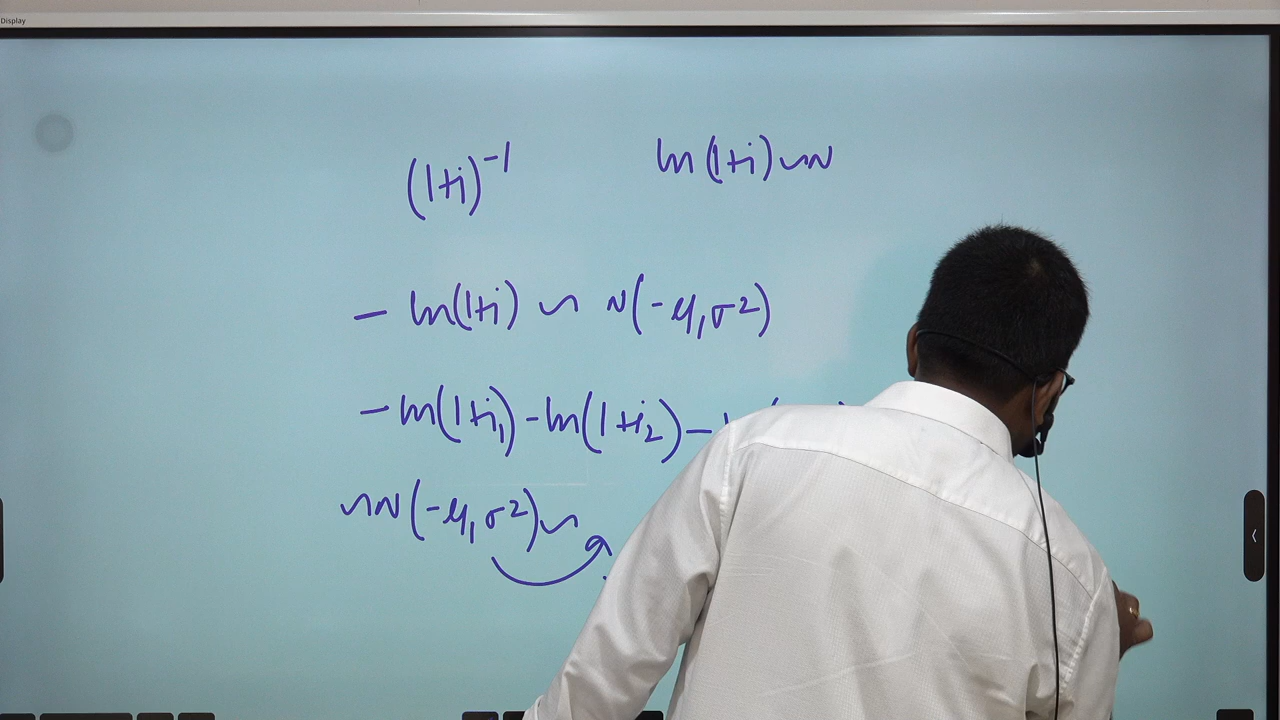 Display
(1+i)⁻¹ ln(1+i) ~ N
- ln(1+i) ~ N(-μ, σ²)
- ln(1+i₁) - ln(1+i₂) -
~ N(-μ, σ²) ~